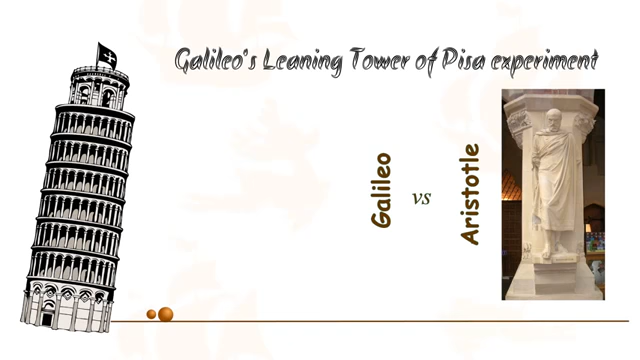 Galileo's Leaning Tower of Pisa experiment
Galileo
vs
Aristotle